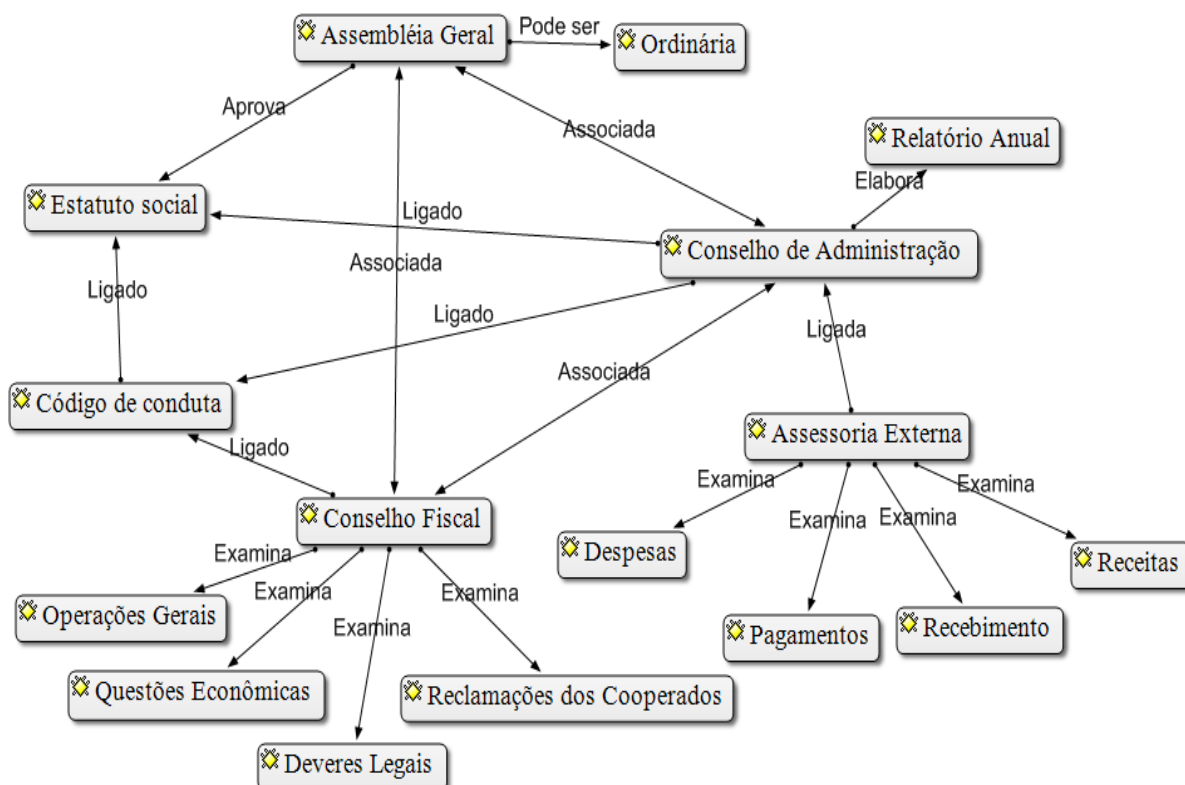 Assembléia Geral
Pode ser
Ordinária
Aprova
Associada
Relatório Anual
Elabora
Estatuto social
Ligado
Conselho de Administração
Associada
Ligado
Ligado
Ligada
Associada
Código de conduta
Assessoria Externa
Ligado
Examina
Examina
Conselho Fiscal
Examina
Examina
Despesas
Receitas
Examina
Examina
Examina
Examina
Operações Gerais
Pagamentos
Recebimento
Questões Econômicas
Reclamações dos Cooperados
Deveres Legais